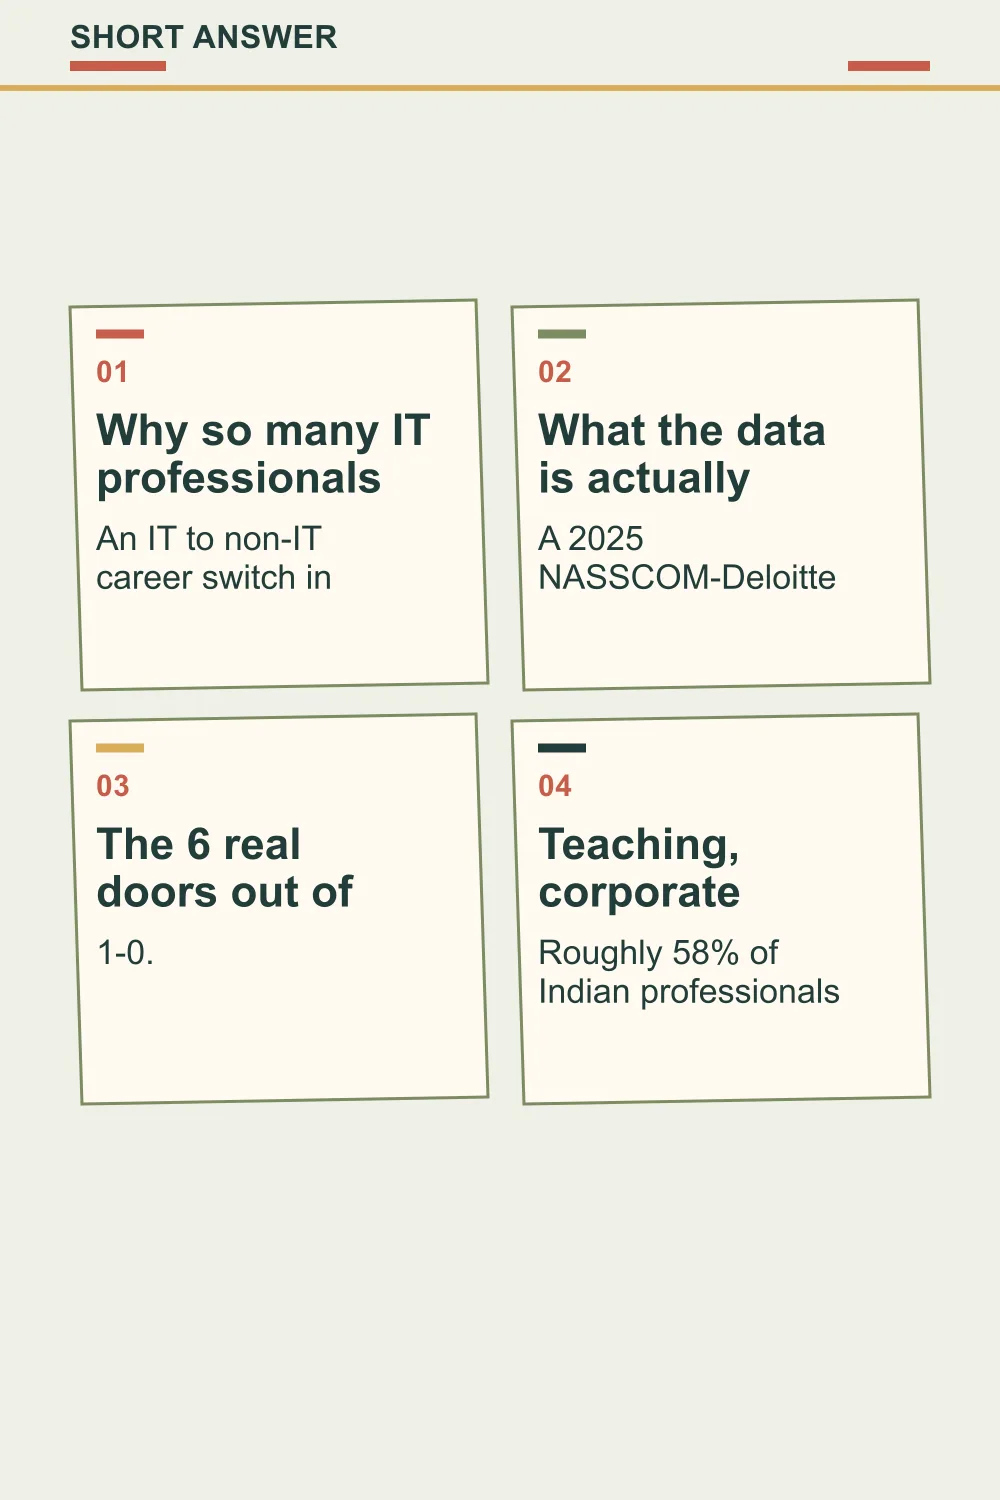 SHORT ANSWER
01
Why so many IT
professionals
An IT to non-IT
career switch in
02
What the data
is actually
A 2025
NASSCOM-Deloitte
03
The 6 real
doors out of
1-0.
04
Teaching,
corporate
Roughly 58% of
Indian professionals